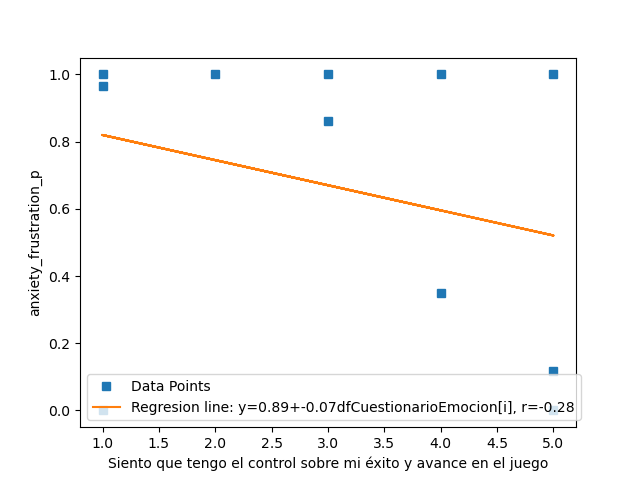 1.0
0.8
0.6
0.4
0.2
0.0
anxiety_frustration_p
Data Points
Regresion line: y=0.89+-0.07dfCuestionarioEmocion[i], r=-0.28
1.0 1.5 2.0 2.5 3.0 3.5 4.0 4.5 5.0
Siento que tengo el control sobre mi éxito y avance en el juego